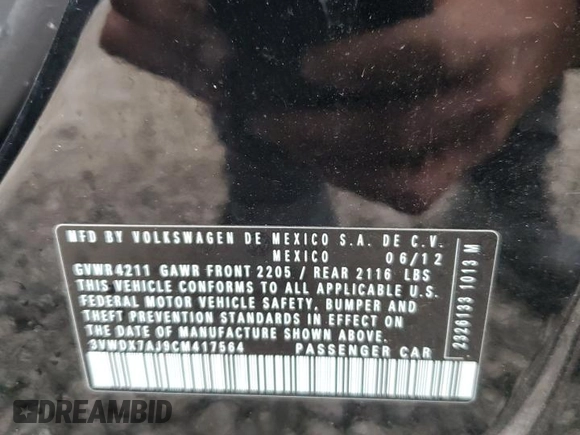 MFD BY VOLKSWAGEN DE MEXICO S.A. DE C.V.
MEXICO 06/12
GVWR4211 GAWR FRONT 2205 / REAR 2116 LBS
THIS VEHICLE CONFORMS TO ALL APPLICABLE U.S.
FEDERAL MOTOR VEHICLE SAFETY, BUMPER AND
THEFT PREVENTION STANDARDS IN EFFECT ON
THE DATE OF MANUFACTURE SHOWN ABOVE.
3VWDX7AJ9CM417564 PASSENGER CAR
2326133 1013 M
DREAMBID